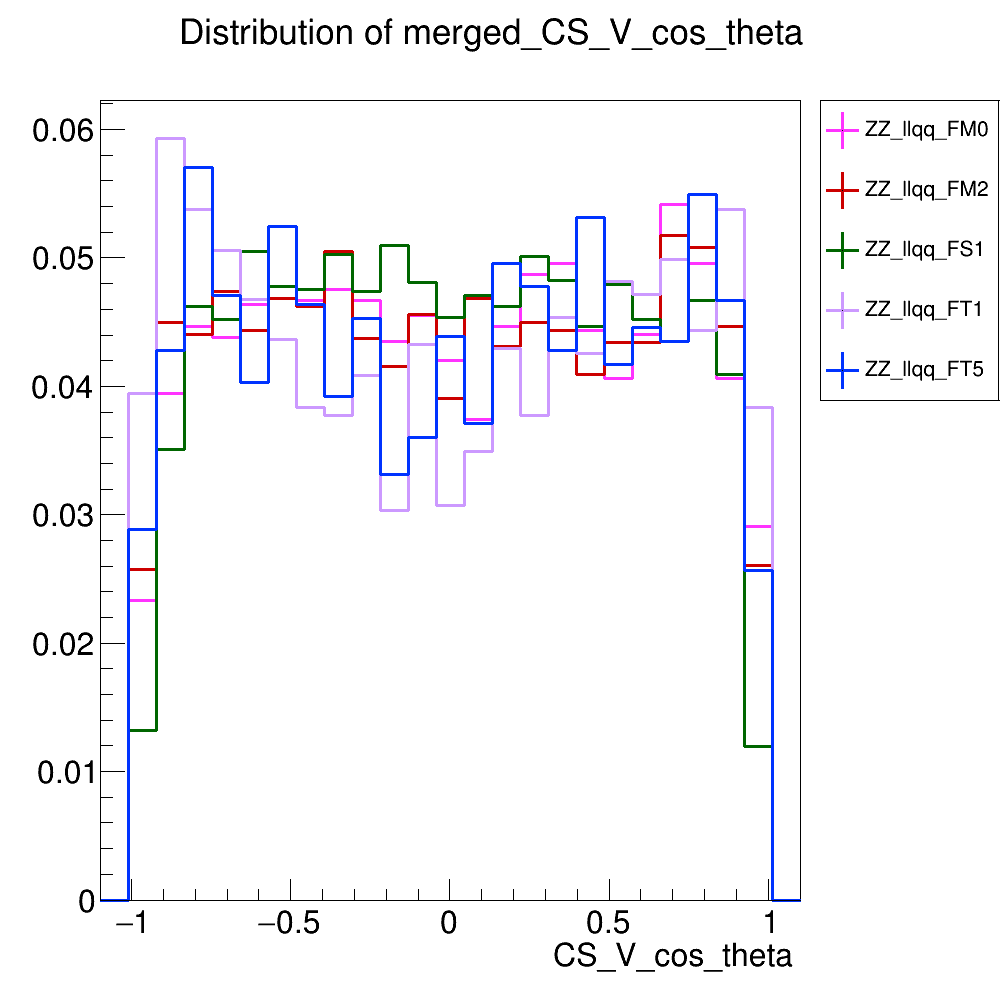 Distribution of merged_CS_V_cos_theta
0.06
0.05
0.04
0.03
0.02
0.01
0
−1
−0.5
0
0.5
1
CS_V_cos_theta
ZZ_llqq_FM0
ZZ_llqq_FM2
ZZ_llqq_FS1
ZZ_llqq_FT1
ZZ_llqq_FT5